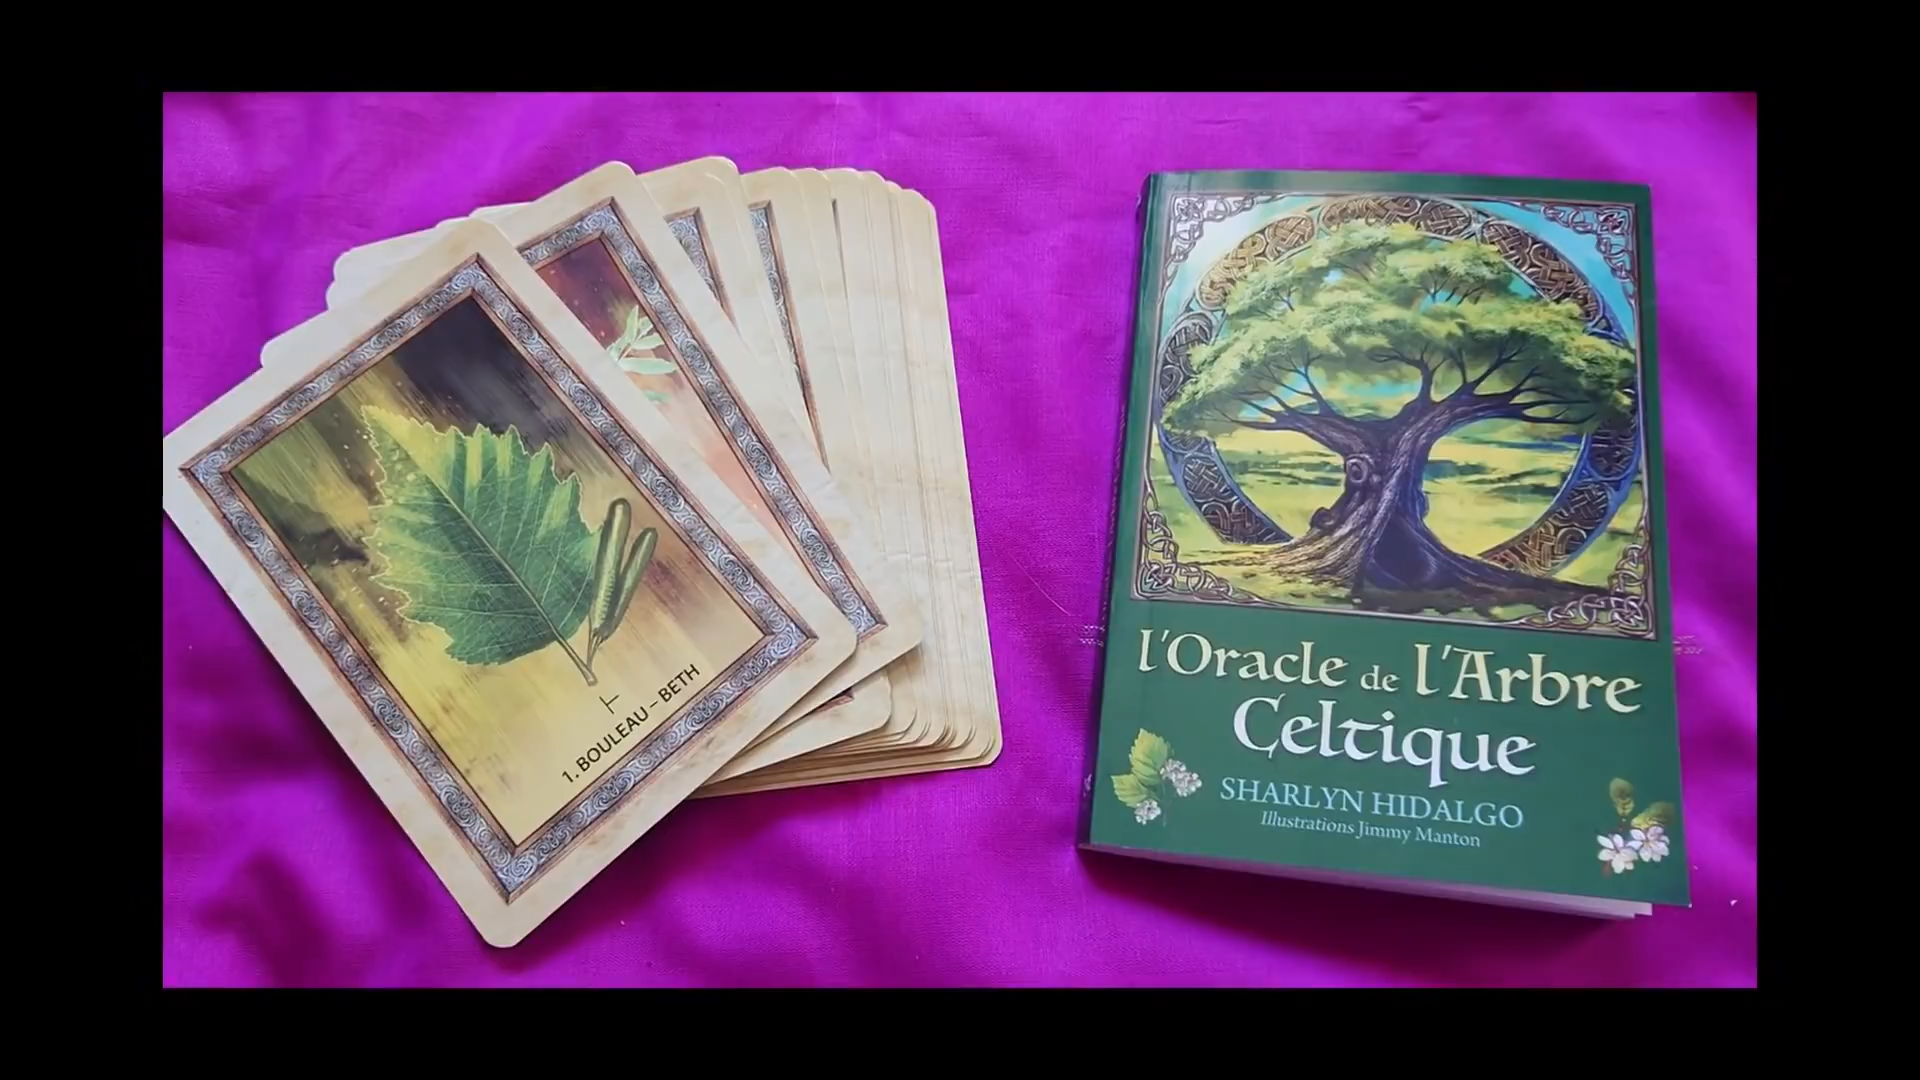 1. BOULEAU – BETH
l'Oracle de l'Arbre
Celtique
SHARLYN HIDALGO
Illustrations Jimmy Manton